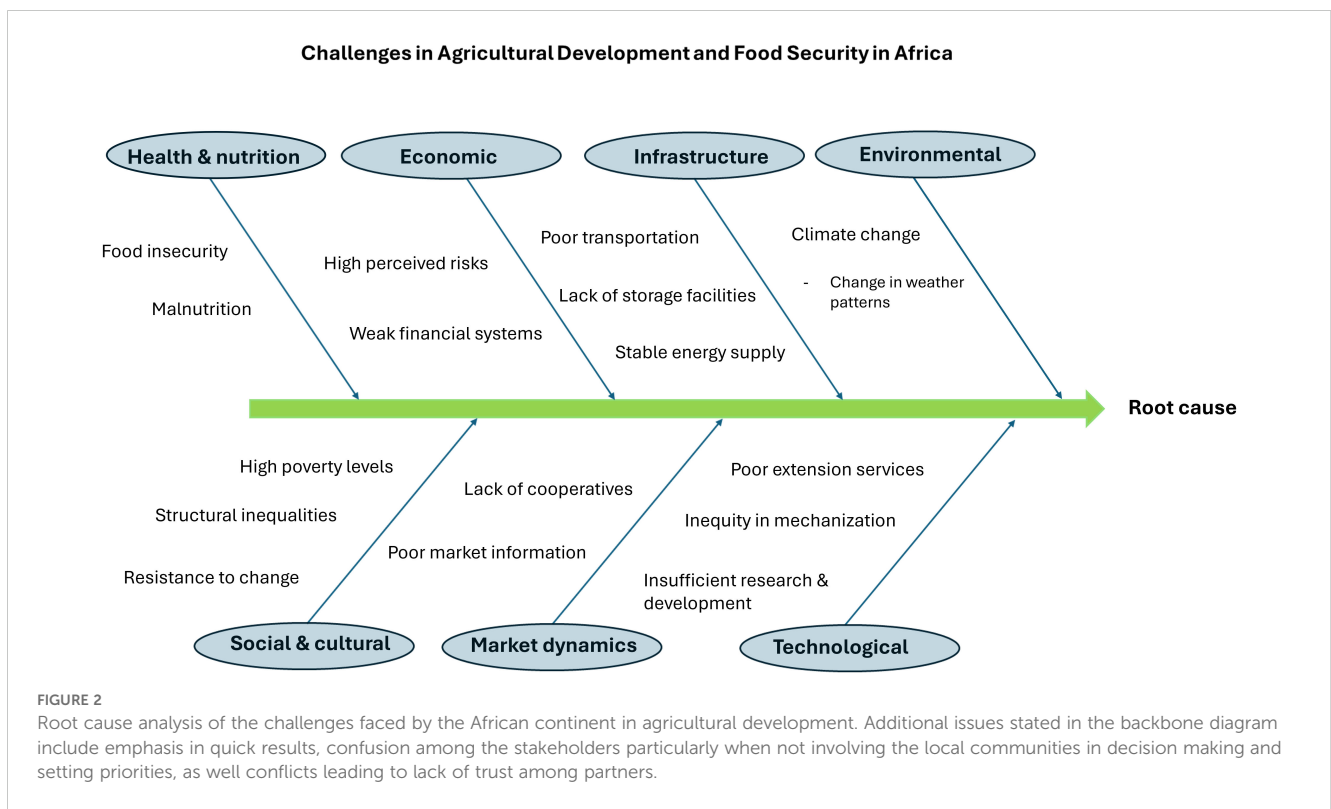 Challenges in Agricultural Development and Food Security in Africa
Health & nutrition
Economic
Infrastructure
Environmental
Food insecurity
Malnutrition
High perceived risks
Weak financial systems
Poor transportation
Lack of storage facilities
Stable energy supply
Climate change
- Change in weather
patterns
Root cause
High poverty levels
Structural inequalities
Resistance to change
Lack of cooperatives
Poor market information
Poor extension services
Inequity in mechanization
Insufficient research &
development
Social & cultural
Market dynamics
Technological
FIGURE 2
Root cause analysis of the challenges faced by the African continent in agricultural development. Additional issues stated in the backbone diagram
include emphasis in quick results, confusion among the stakeholders particularly when not involving the local communities in decision making and
setting priorities, as well conflicts leading to lack of trust among partners.